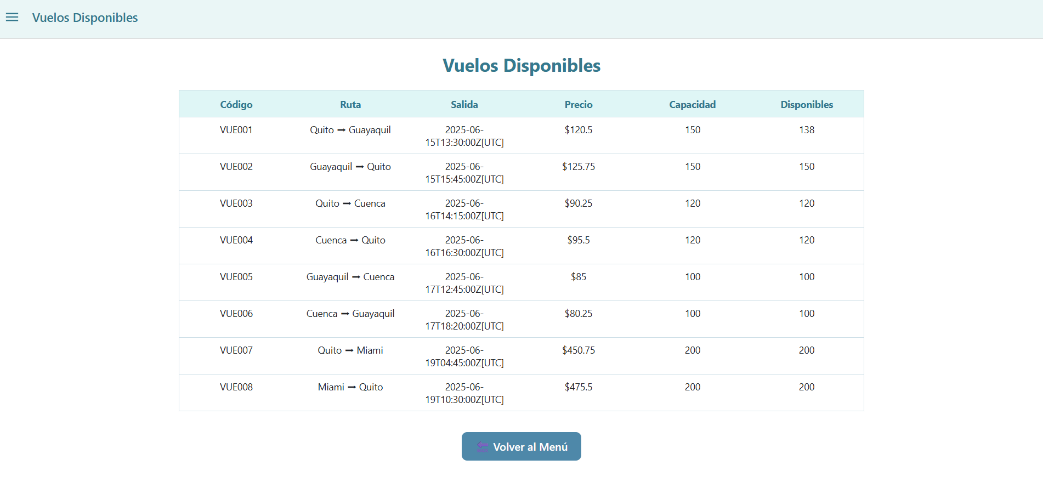 Vuelos Disponibles
Vuelos Disponibles
Código Ruta Salida Precio Capacidad Disponibles
VUE001 Quito ➞ Guayaquil 2025-06-15T13:30:00Z[UTC] $120.5 150 138
VUE002 Guayaquil ➞ Quito 2025-06-15T15:45:00Z[UTC] $125.75 150 150
VUE003 Quito ➞ Cuenca 2025-06-16T14:15:00Z[UTC] $90.25 120 120
VUE004 Cuenca ➞ Quito 2025-06-16T16:30:00Z[UTC] $95.5 120 120
VUE005 Guayaquil ➞ Cuenca 2025-06-17T12:45:00Z[UTC] $85 100 100
VUE006 Cuenca ➞ Guayaquil 2025-06-17T18:20:00Z[UTC] $80.25 100 100
VUE007 Quito ➞ Miami 2025-06-19T04:45:00Z[UTC] $450.75 200 200
VUE008 Miami ➞ Quito 2025-06-19T10:30:00Z[UTC] $475.5 200 200
Volver al Menú